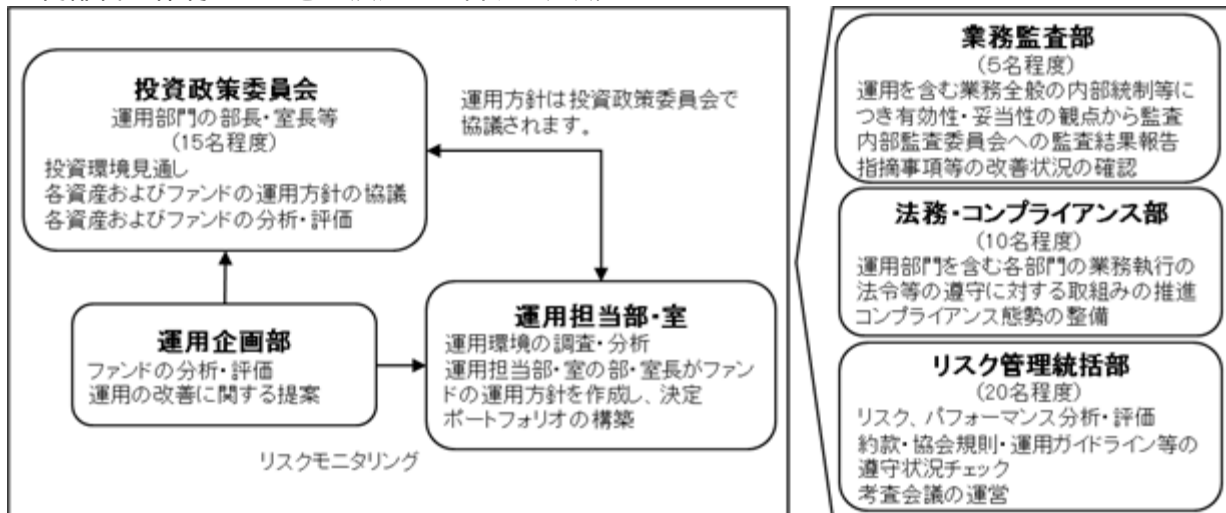 投資政策委員会
運用部門の部長・室長等
(15名程度)
投資環境見通し
各資産およびファンドの運用方針の協議
各資産およびファンドの分析・評価
運用方針は投資政策委員会で
協議されます。
運用企画部
ファンドの分析・評価
運用の改善に関する提案
運用担当部・室
運用環境の調査・分析
運用担当部・室の部・室長がファン
ドの運用方針を作成し、決定
ポートフォリオの構築
リスクモニタリング
業務監査部
(5名程度)
運用を含む業務全般の内部統制等に
つき有効性・妥当性の観点から監査
内部監査委員会への監査結果報告
指摘事項等の改善状況の確認
法務・コンプライアンス部
(10名程度)
運用部門を含む各部門の業務執行の
法令等の遵守に対する取組みの推進
コンプライアンス態勢の整備
リスク管理統括部
(20名程度)
リスク、パフォーマンス分析・評価
約款・協会規則・運用ガイドライン等の
遵守状況チェック
考査会議の運営